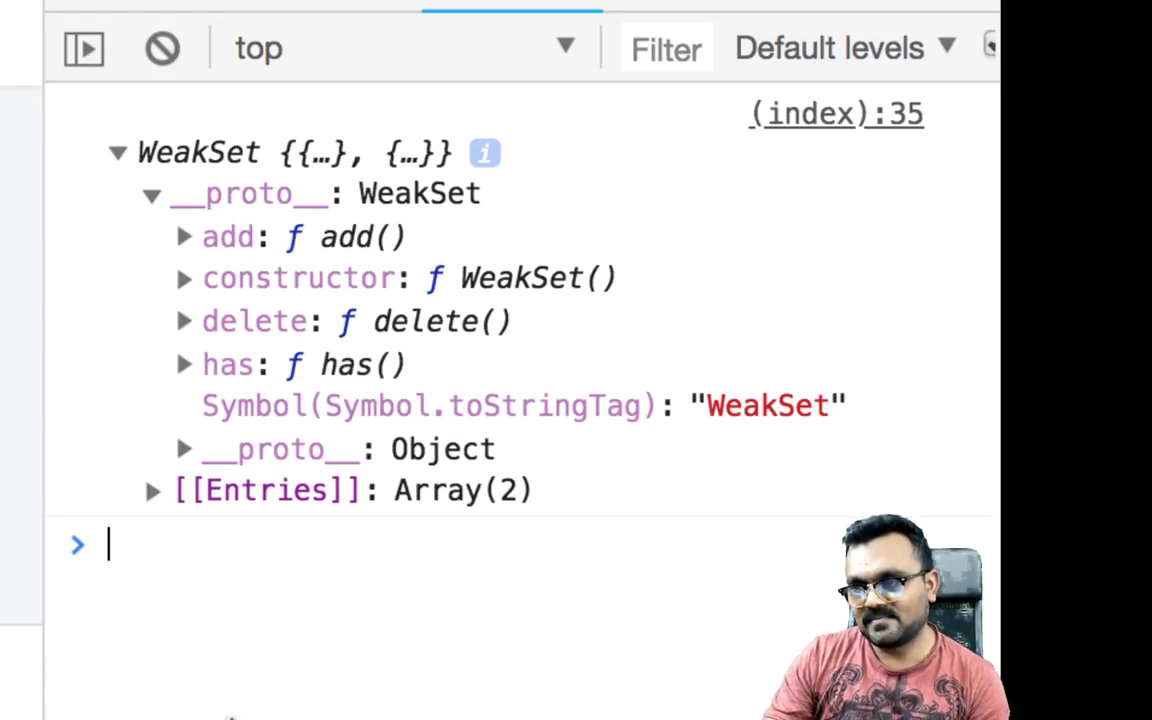 top
Filter
Default levels
(index):35
WeakSet {{…}, {…}} i
__proto__: WeakSet
add: ƒ add()
constructor: ƒ WeakSet()
delete: ƒ delete()
has: ƒ has()
Symbol(Symbol.toStringTag): "WeakSet"
__proto__: Object
[[Entries]]: Array(2)
>